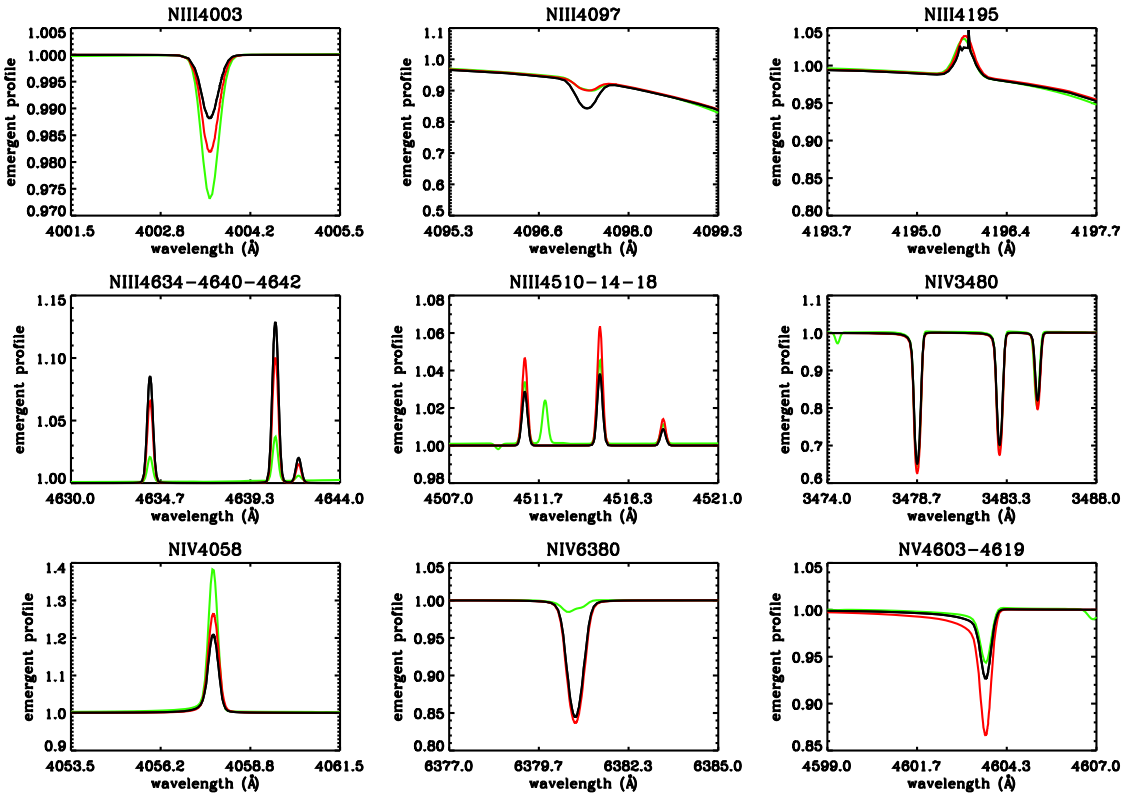 NIII4003
NIII4097
NIII4195
emergent profile
1.005
1.000
0.995
0.990
0.985
0.980
0.975
0.970
4001.5 4002.8 4004.2 4005.5
wavelength (Å)
emergent profile
1.1
1.0
0.9
0.8
0.7
0.6
0.5
4095.3 4096.6 4098.0 4099.3
wavelength (Å)
emergent profile
1.05
1.00
0.95
0.90
0.85
0.80
4193.7 4195.0 4196.4 4197.7
wavelength (Å)
NIII4634-4640-4642
NIII4510-14-18
NIV3480
emergent profile
1.15
1.10
1.05
1.00
4630.0 4634.7 4639.3 4644.0
wavelength (Å)
emergent profile
1.08
1.06
1.04
1.02
1.00
0.98
4507.0 4511.7 4516.3 4521.0
wavelength (Å)
emergent profile
1.1
1.0
0.9
0.8
0.7
0.6
3474.0 3478.7 3483.3 3488.0
wavelength (Å)
NIV4058
NIV6380
NV4603-4619
emergent profile
1.4
1.3
1.2
1.1
1.0
0.9
4053.5 4056.2 4058.8 4061.5
wavelength (Å)
emergent profile
1.05
1.00
0.95
0.90
0.85
0.80
6377.0 6379.7 6382.3 6385.0
wavelength (Å)
emergent profile
1.05
1.00
0.95
0.90
0.85
4599.0 4601.7 4604.3 4607.0
wavelength (Å)